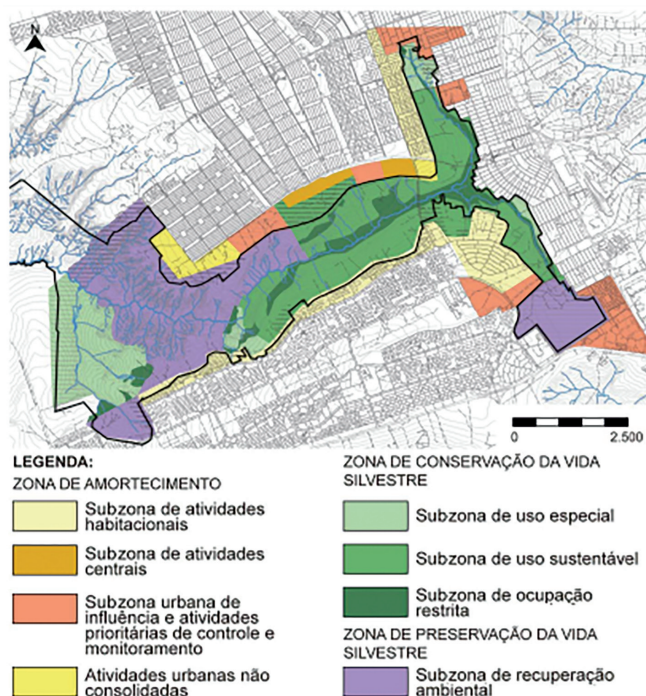 N
0
2.500
LEGENDA:
ZONA DE AMORTECIMENTO
Subzona de atividades
habitacionais
Subzona de atividades
centrais
Subzona urbana de
influência e atividades
prioritárias de controle e
monitoramento
Atividades urbanas não
consolidadas
ZONA DE CONSERVAÇÃO DA VIDA
SILVESTRE
Subzona de uso especial
Subzona de uso sustentável
Subzona de ocupação
restrita
ZONA DE PRESERVAÇÃO DA VIDA
SILVESTRE
Subzona de recuperação
ambiental